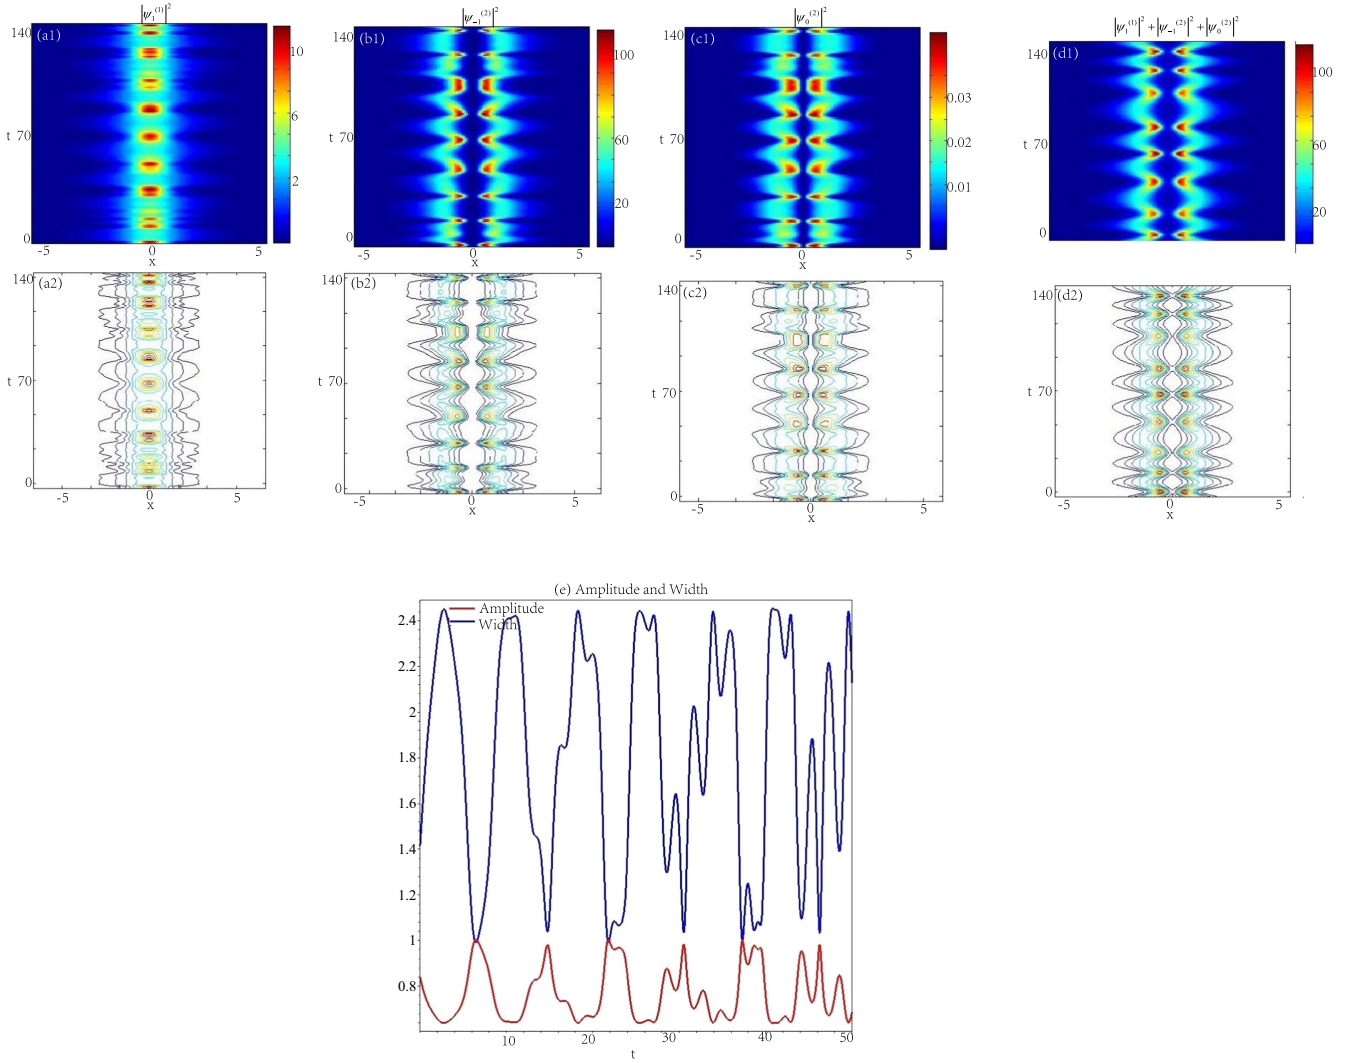 |ψ₁⁽¹⁾|²
(a1)
140
t 70
0
-5 0 5
x
10
6
2
|ψ₋₁⁽²⁾|²
(b1)
140
t 70
0
-5 0 5
x
100
60
20
|ψ₀⁽²⁾|²
(c1)
140
t 70
0
-5 0 5
x
0.03
0.02
0.01
|ψ₁⁽¹⁾|² + |ψ₋₁⁽²⁾|² + |ψ₀⁽²⁾|²
(d1)
140
t 70
0
100
60
20
(a2)
140
t 70
0
-5 0 5
x
(b2)
140
t 70
0
-5 0 5
x
(c2)
140
t 70
0
-5 0 5
x
(d2)
140
t 70
0
-5 0 5
x
(e) Amplitude and Width
Amplitude
Width
2.4
2.2
2
1.8
1.6
1.4
1.2
1
0.8
10 20 30 40 50
t